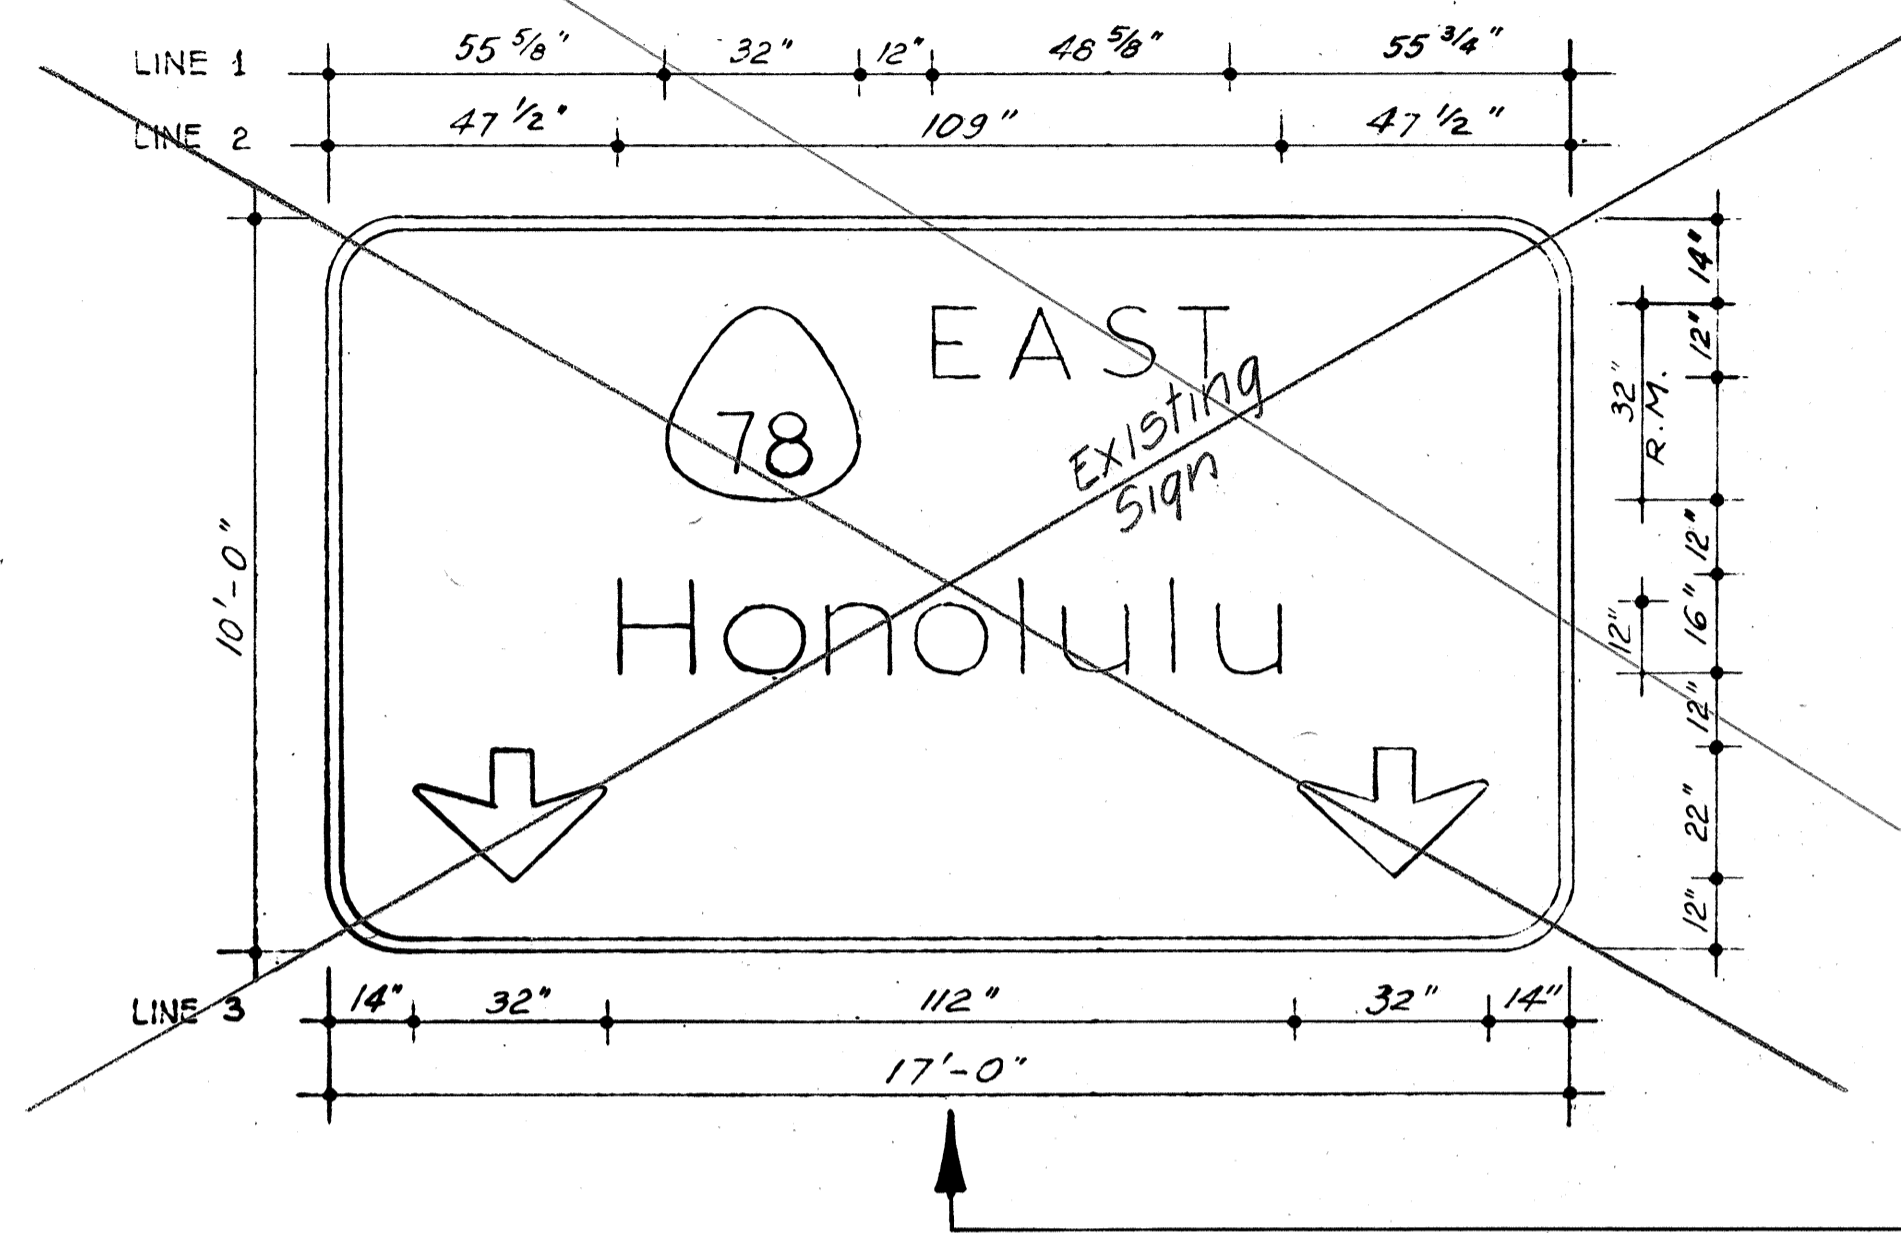 LINE 1 55 5/8" 32" 12" 48 5/8" 55 3/4"
LINE 2 47 1/2" 109" 47 1/2"
14"
12"
32"
R.M.
12"
16"
12"
12"
22"
12"
10'-0"
EAST
78
Existing
Sign
Honolulu
LINE 3 14" 32" 112" 32" 14"
17'-0"